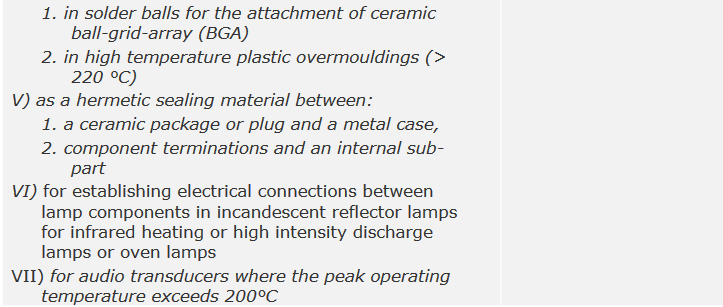 1. in solder balls for the attachment of ceramic
ball-grid-array (BGA)
2. in high temperature plastic overmouldings (>
220 °C)
V) as a hermetic sealing material between:
1. a ceramic package or plug and a metal case,
2. component terminations and an internal sub-
part
VI) for establishing electrical connections between
lamp components in incandescent reflector lamps
for infrared heating or high intensity discharge
lamps or oven lamps
VII) for audio transducers where the peak operating
temperature exceeds 200°C